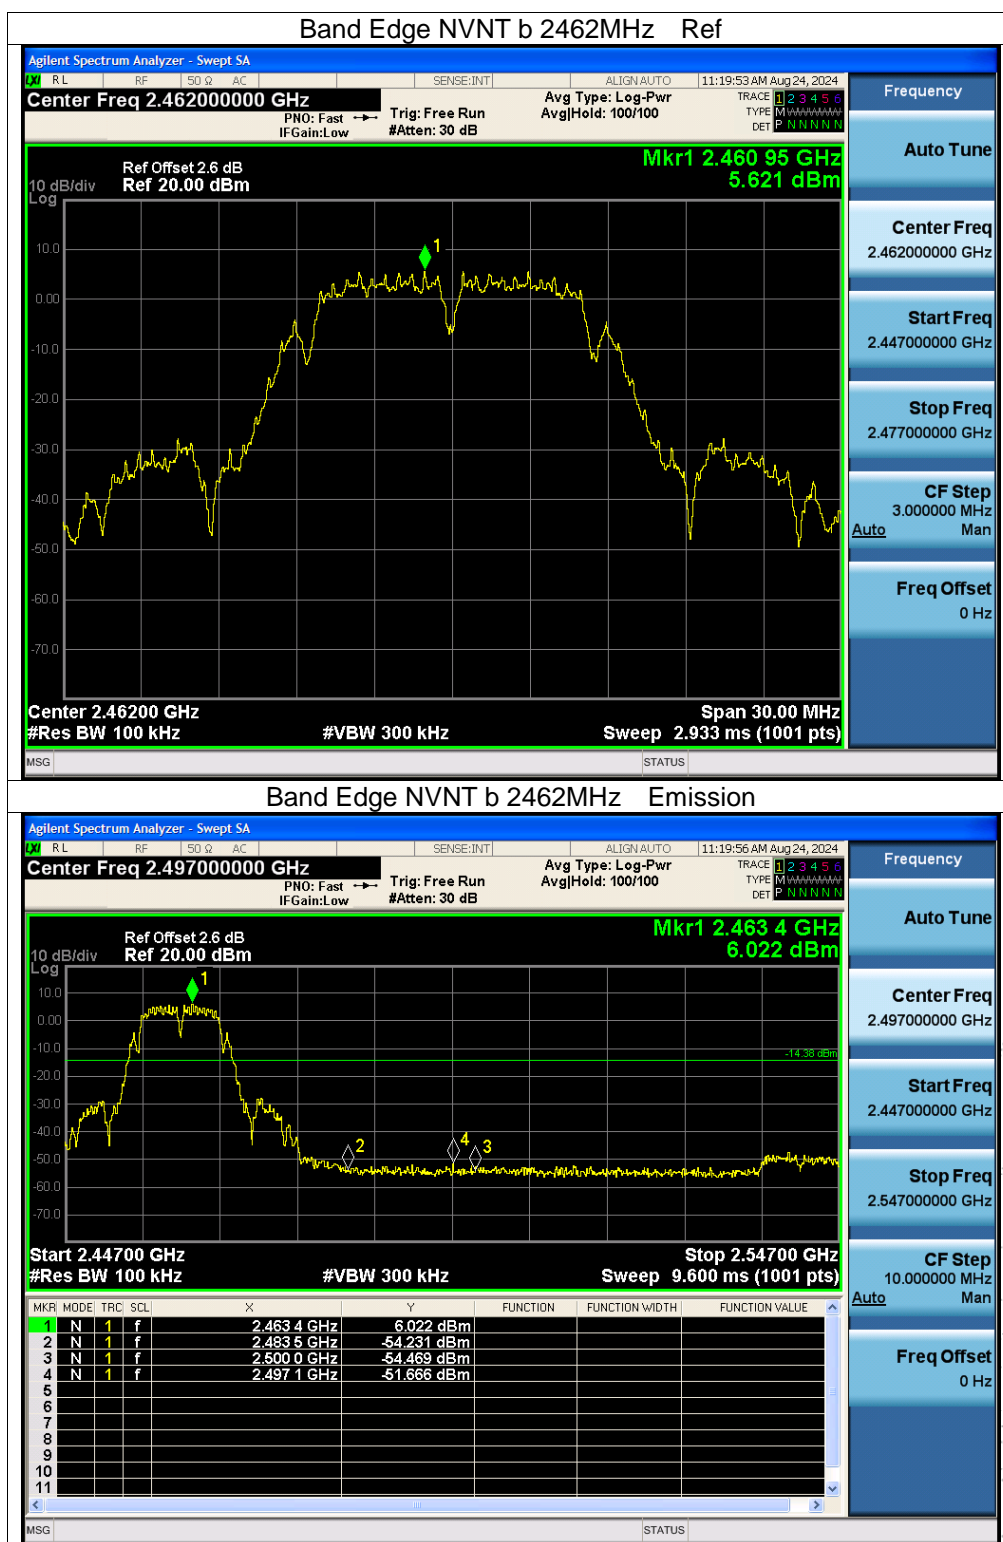 Band Edge NVNT b 2462MHz Ref
Agilent Spectrum Analyzer - Swept SA
LXI RL RF 50 Ω AC SENSE:INT ALIGN AUTO 11:19:53 AM Aug 24, 2024
Center Freq 2.462000000 GHz
PNO: Fast
IFGain:Low
Trig: Free Run
#Atten: 30 dB
Avg Type: Log-Pwr
Avg|Hold: 100/100
TRACE 1 2 3 4 5 6
TYPE M W W W W W
DET P N N N N N
Mkr1 2.460 95 GHz
5.621 dBm
Ref Offset 2.6 dB
10 dB/div Ref 20.00 dBm
Log
1
10.0
0.00
-10.0
-20.0
-30.0
-40.0
-50.0
-60.0
-70.0
Center 2.46200 GHz Span 30.00 MHz
#Res BW 100 kHz #VBW 300 kHz Sweep 2.933 ms (1001 pts)
MSG STATUS
Frequency
Auto Tune
Center Freq
2.462000000 GHz
Start Freq
2.447000000 GHz
Stop Freq
2.477000000 GHz
CF Step
3.000000 MHz
Auto Man
Freq Offset
0 Hz
Band Edge NVNT b 2462MHz Emission
Agilent Spectrum Analyzer - Swept SA
LXI RL RF 50 Ω AC SENSE:INT ALIGN AUTO 11:19:56 AM Aug 24, 2024
Center Freq 2.497000000 GHz
PNO: Fast
IFGain:Low
Trig: Free Run
#Atten: 30 dB
Avg Type: Log-Pwr
Avg|Hold: 100/100
TRACE 1 2 3 4 5 6
TYPE M W W W W W
DET P N N N N N
Mkr1 2.463 4 GHz
6.022 dBm
Ref Offset 2.6 dB
10 dB/div Ref 20.00 dBm
Log
1
10.0
0.00
-10.0
-14.38 dBm
-20.0
-30.0
-40.0
2 4 3
-50.0
-60.0
-70.0
Start 2.44700 GHz Stop 2.54700 GHz
#Res BW 100 kHz #VBW 300 kHz Sweep 9.600 ms (1001 pts)
MKR MODE TRC SCL X Y FUNCTION FUNCTION WIDTH FUNCTION VALUE
1 N 1 f 2.463 4 GHz 6.022 dBm
2 N 1 f 2.483 5 GHz -54.231 dBm
3 N 1 f 2.500 0 GHz -54.469 dBm
4 N 1 f 2.497 1 GHz -51.666 dBm
5
6
7
8
9
10
11
MSG STATUS
Frequency
Auto Tune
Center Freq
2.497000000 GHz
Start Freq
2.447000000 GHz
Stop Freq
2.547000000 GHz
CF Step
10.000000 MHz
Auto Man
Freq Offset
0 Hz